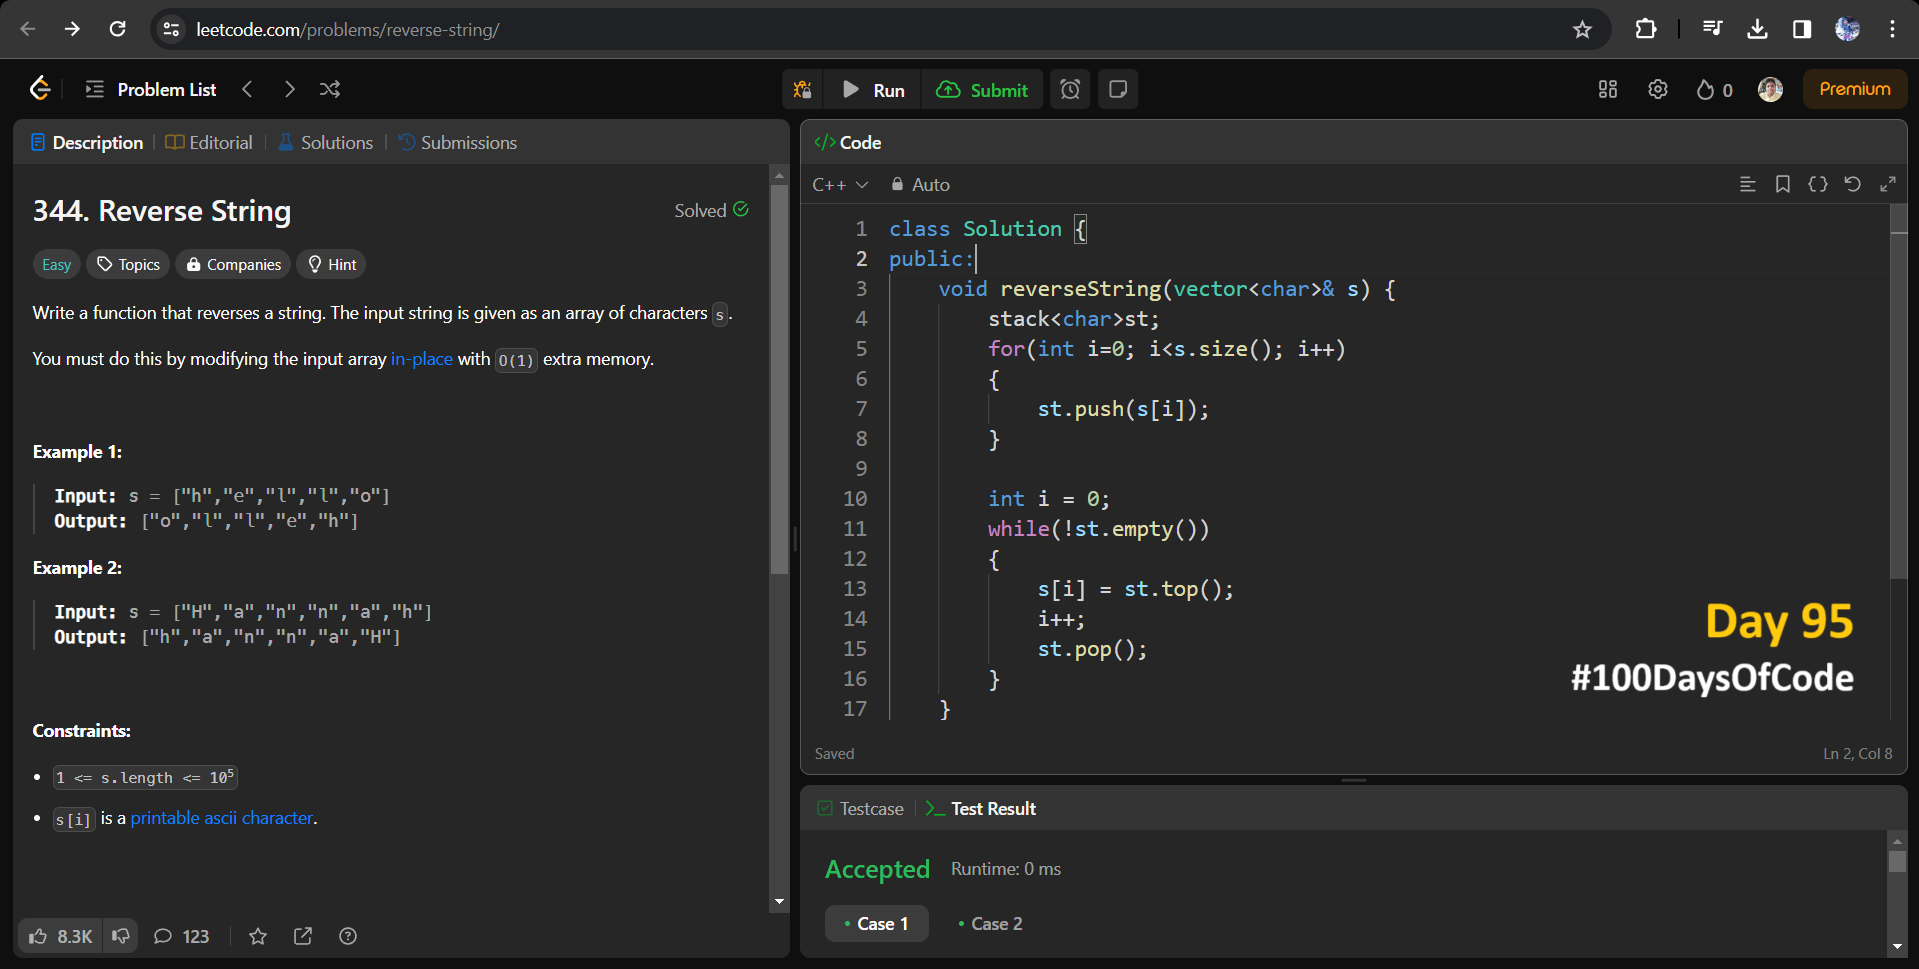 leetcode.com/problems/reverse-string/
Problem List
Run
Submit
0
Premium
Description
Editorial
Solutions
Submissions
344. Reverse String
Solved
Easy
Topics
Companies
Hint
Write a function that reverses a string. The input string is given as an array of characters s.
You must do this by modifying the input array in-place with O(1) extra memory.
Example 1:
Input: s = ["h","e","l","l","o"]
Output: ["o","l","l","e","h"]
Example 2:
Input: s = ["H","a","n","n","a","h"]
Output: ["h","a","n","n","a","H"]
Constraints:
• 1 <= s.length <= 10⁵
• s[i] is a printable ascii character.
8.3K
123
</> Code
C++
Auto
1 class Solution {
2 public:
3     void reverseString(vector<char>& s) {
4         stack<char>st;
5         for(int i=0; i<s.size(); i++)
6         {
7             st.push(s[i]);
8         }
9
10         int i = 0;
11         while(!st.empty())
12         {
13             s[i] = st.top();
14             i++;
15             st.pop();
16         }
17     }
Day 95
#100DaysOfCode
Saved
Ln 2, Col 8
Testcase
Test Result
Accepted
Runtime: 0 ms
• Case 1
• Case 2